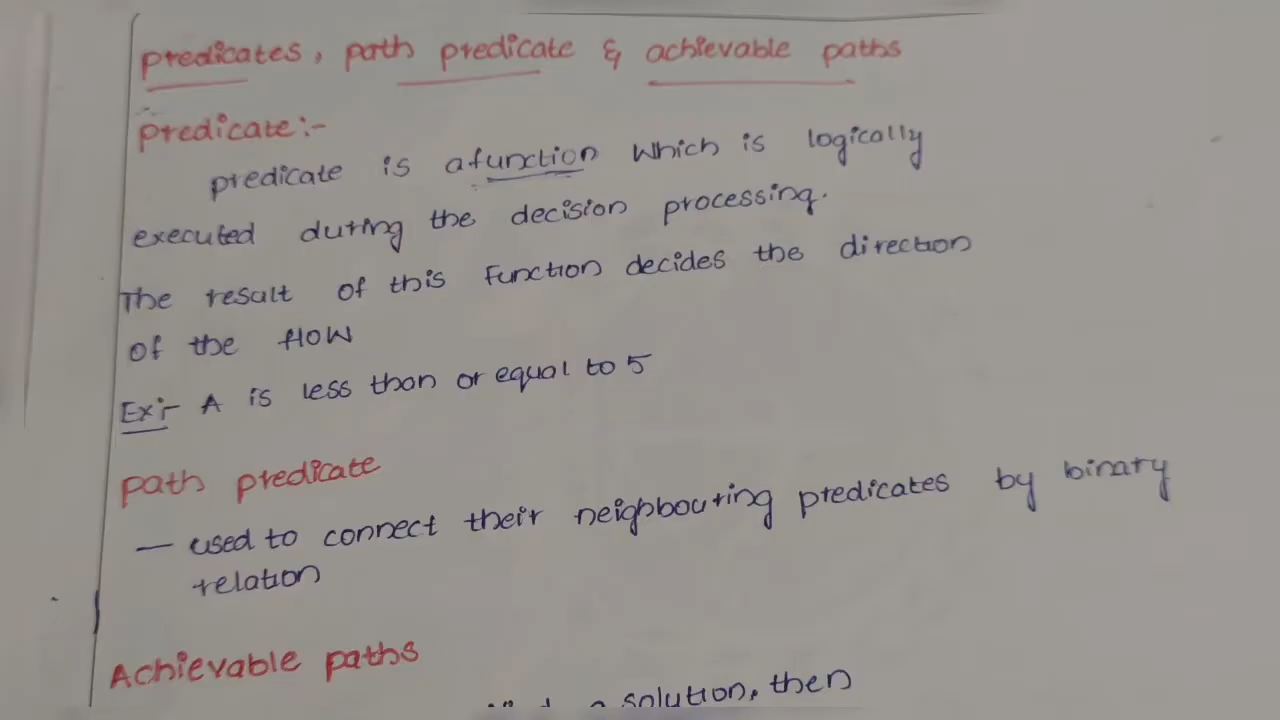 predicates, path predicate & achievable paths
predicate:-
predicate is a function which is logically
executed during the decision processing.
The result of this function decides the direction
of the flow
Ex:- A is less than or equal to 5
path predicate
— used to connect their neighbouring predicates by binary
relation
Achievable paths
a solution, then